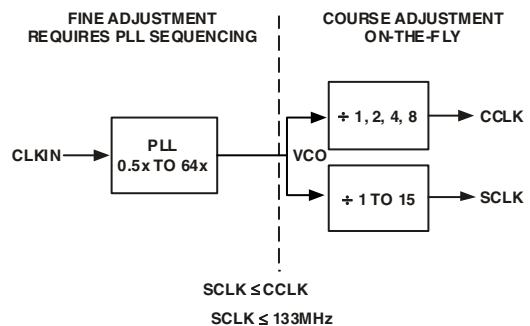 FINE ADJUSTMENT
REQUIRES PLL SEQUENCING
COURSE ADJUSTMENT
ON-THE-FLY
CLKIN
PLL
0.5x TO 64x
VCO
÷ 1, 2, 4, 8
CCLK
÷ 1 TO 15
SCLK
SCLK ≤ CCLK
SCLK ≤ 133MHz